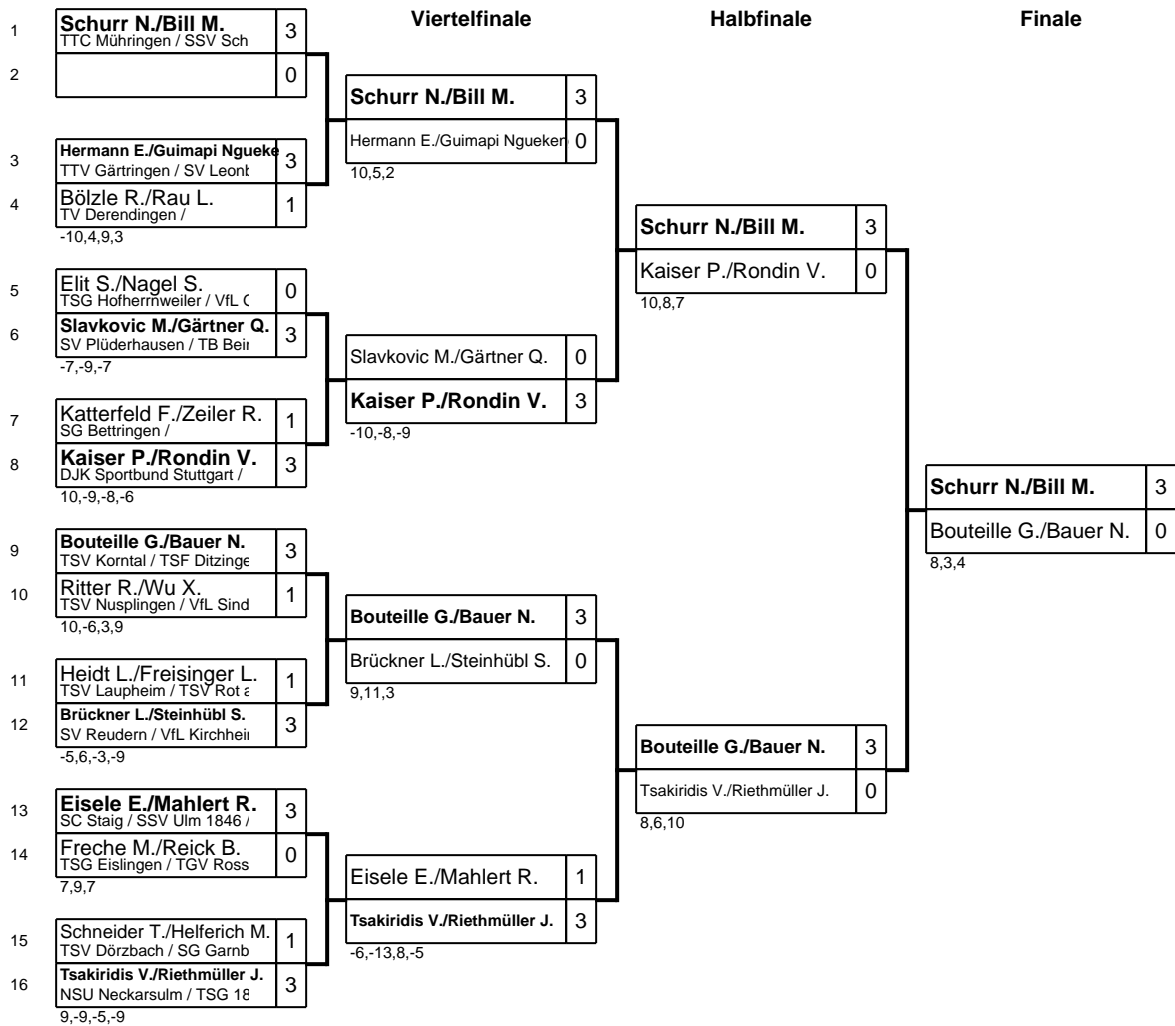 Viertelfinale
Halbfinale
Finale
1
Schurr N./Bill M.
3
TTC Mühringen / SSV Sch
2
0
3
Hermann E./Guimapi Ngueke
3
TTV Gärtringen / SV Leonb
4
Bölzle R./Rau L.
1
TV Derendingen /
-10,4,9,3
5
Elit S./Nagel S.
0
TSG Hofherrnweiler / VfL
6
Slavkovic M./Gärtner Q.
3
SV Plüderhausen / TB Bein
-7,-9,-7
7
Katterfeld F./Zeiler R.
1
SG Bettringen /
8
Kaiser P./Rondin V.
3
DJK Sportbund Stuttgart /
10,-9,-8,-6
9
Bouteille G./Bauer N.
3
TSV Korntal / TSF Ditzinge
10
Ritter R./Wu X.
1
TSV Nusplingen / VfL Sind
10,-6,3,9
11
Heidt L./Freisinger L.
1
TSV Laupheim / TSV Rot a
12
Brückner L./Steinhübl S.
3
SV Reudern / VfL Kirchhei
-5,6,-3,-9
13
Eisele E./Mahlert R.
3
SC Staig / SSV Ulm 1846 /
14
Freche M./Reick B.
0
TSG Eislingen / TGV Ross
7,9,7
15
Schneider T./Helferich M.
1
TSV Dörzbach / SG Garnb
16
Tsakiridis V./Riethmüller J.
3
NSU Neckarsulm / TSG 18
9,-9,-5,-9
Schurr N./Bill M.
3
Hermann E./Guimapi Ngueken
0
10,5,2
Slavkovic M./Gärtner Q.
0
Kaiser P./Rondin V.
3
-10,-8,-9
Bouteille G./Bauer N.
3
Brückner L./Steinhübl S.
0
9,11,3
Eisele E./Mahlert R.
1
Tsakiridis V./Riethmüller J.
3
-6,-13,8,-5
Schurr N./Bill M.
3
Kaiser P./Rondin V.
0
10,8,7
Bouteille G./Bauer N.
3
Tsakiridis V./Riethmüller J.
0
8,6,10
Schurr N./Bill M.
3
Bouteille G./Bauer N.
0
8,3,4